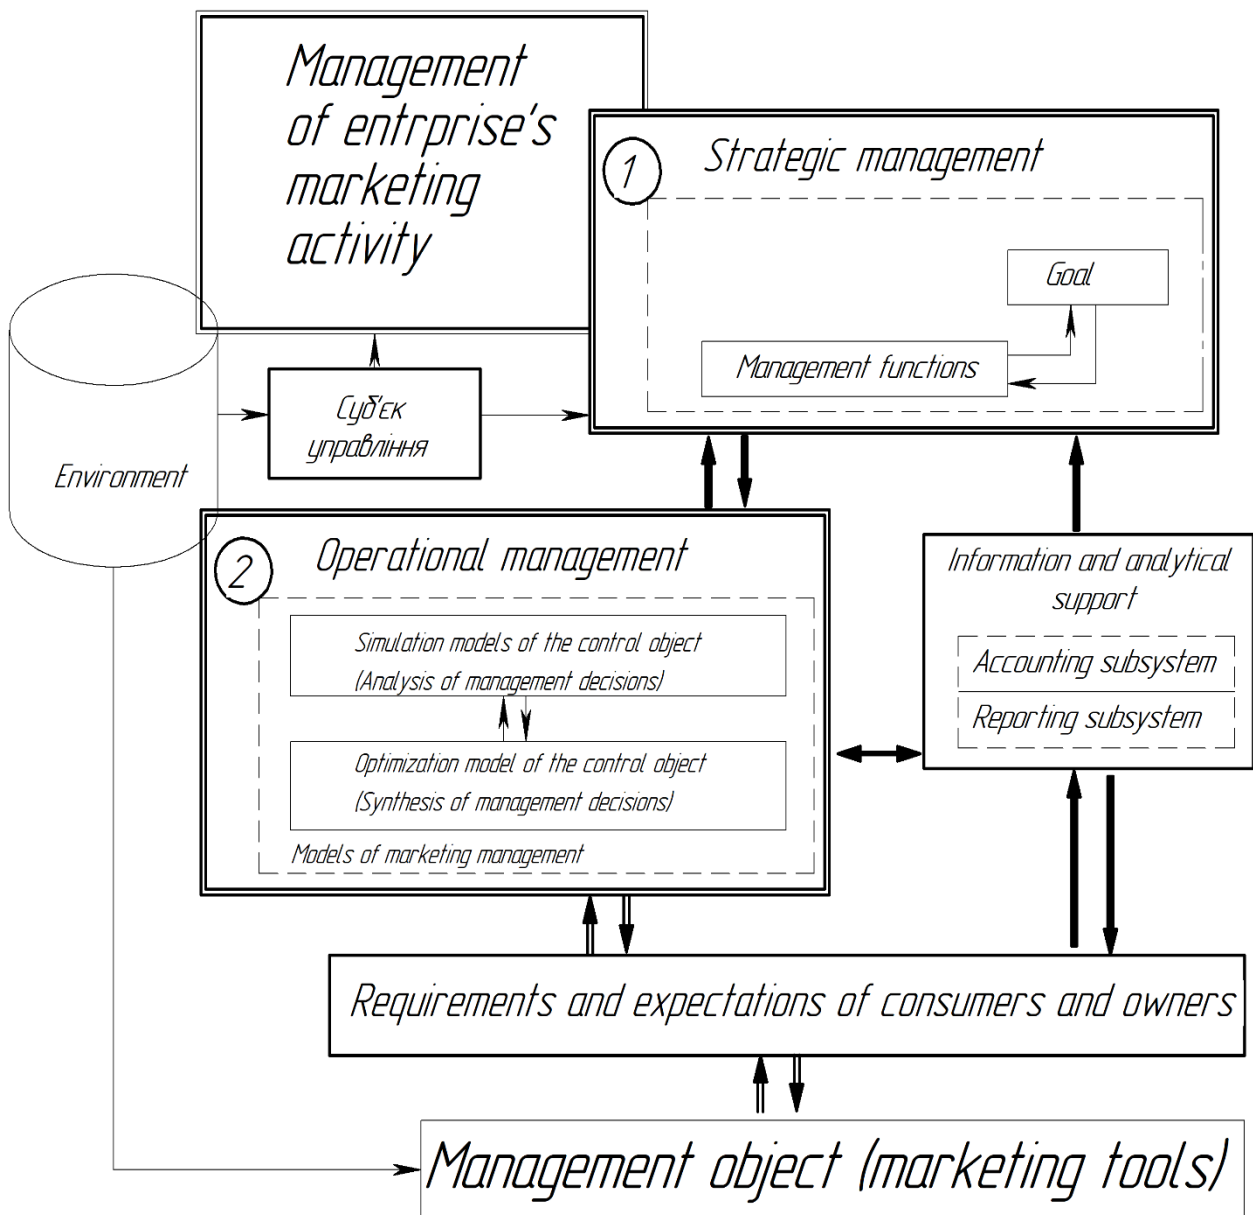 Management
of entrprise's
marketing
activity
1
Strategic management
Goal
Management functions
Суб'єк
управління
Environment
2
Operational management
Simulation models of the control object
(Analysis of management decisions)
Optimization model of the control object
(Synthesis of management decisions)
Models of marketing management
Information and analytical
support
Accounting subsystem
Reporting subsystem
Requirements and expectations of consumers and owners
Management object (marketing tools)